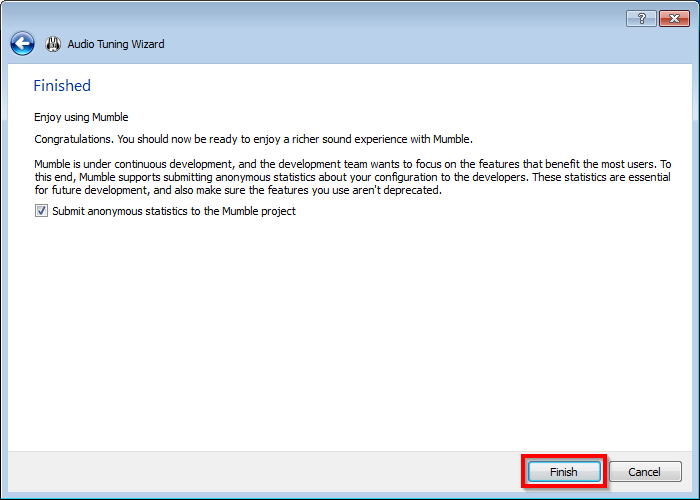 ?
Audio Tuning Wizard
Finished
Enjoy using Mumble
Congratulations. You should now be ready to enjoy a richer sound experience with Mumble.
Mumble is under continuous development, and the development team wants to focus on the features that benefit the most users. To
this end, Mumble supports submitting anonymous statistics about your configuration to the developers. These statistics are essential
for future development, and also make sure the features you use aren't deprecated.
Submit anonymous statistics to the Mumble project
Finish
Cancel